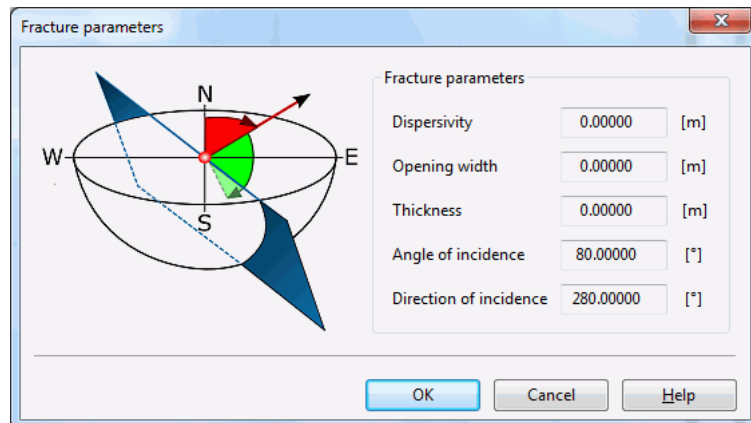 Fracture parameters
N
W
E
S
Fracture parameters
Dispersivity 0.00000 [m]
Opening width 0.00000 [m]
Thickness 0.00000 [m]
Angle of incidence 80.00000 [°]
Direction of incidence 280.00000 [°]
OK Cancel Help